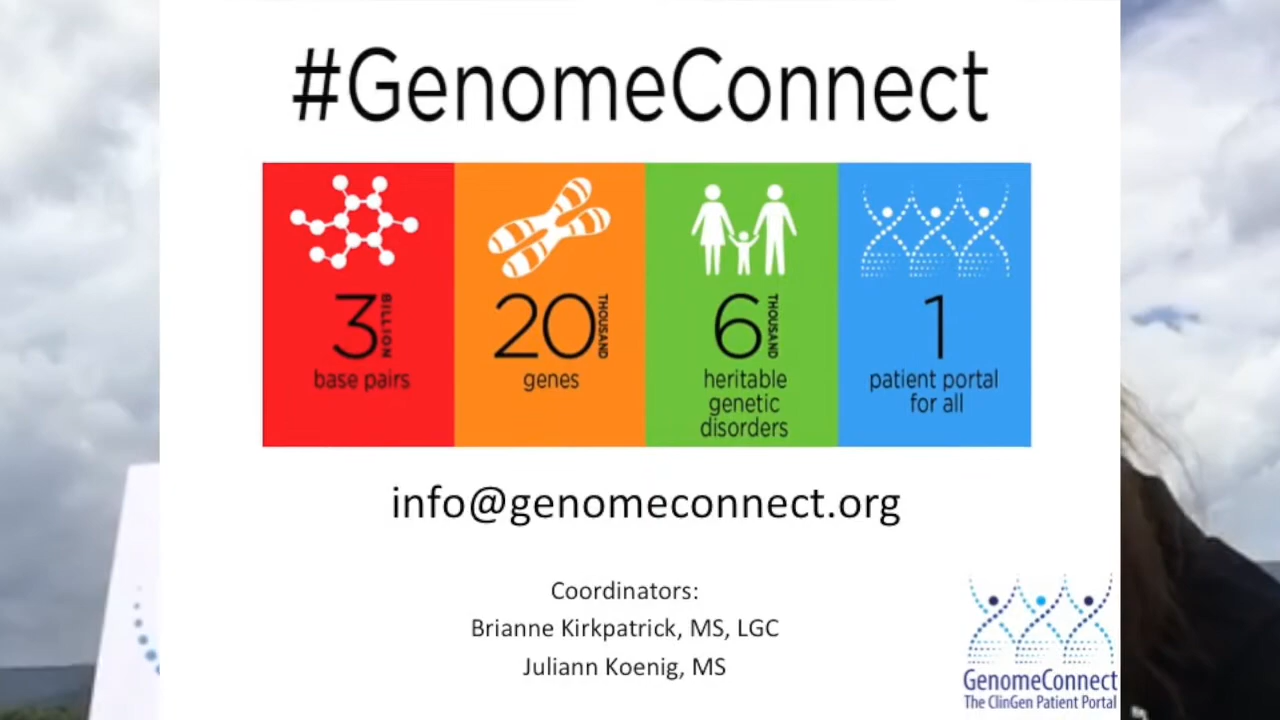 #GenomeConnect
3 BILLION
base pairs
20 THOUSAND
genes
6 THOUSAND
heritable
genetic
disorders
1
patient portal
for all
info@genomeconnect.org
Coordinators:
Brianne Kirkpatrick, MS, LGC
Juliann Koenig, MS
GenomeConnect
The ClinGen Patient Portal